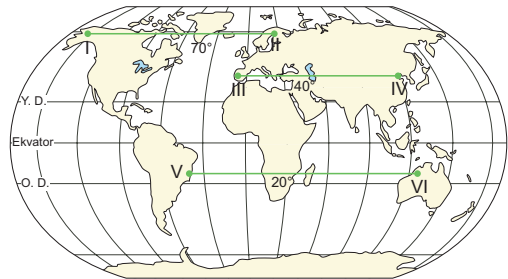 I II
70°
III 40° IV
Y. D.
Ekvator
V VI
20°
O. D.